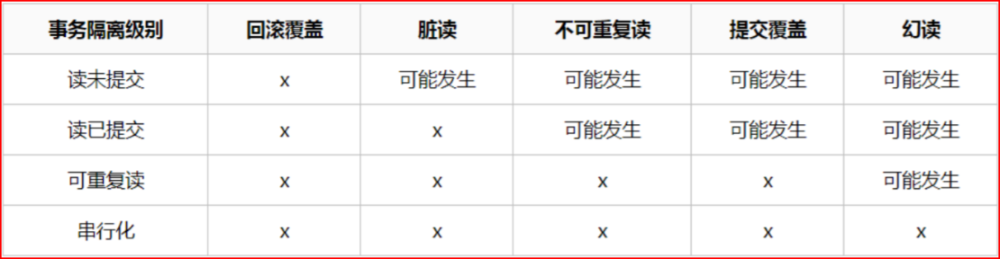 事务隔离级别 回滚覆盖 脏读 不可重复读 提交覆盖 幻读
读未提交 x 可能发生 可能发生 可能发生 可能发生
读已提交 x x 可能发生 可能发生 可能发生
可重复读 x x x x 可能发生
串行化 x x x x x